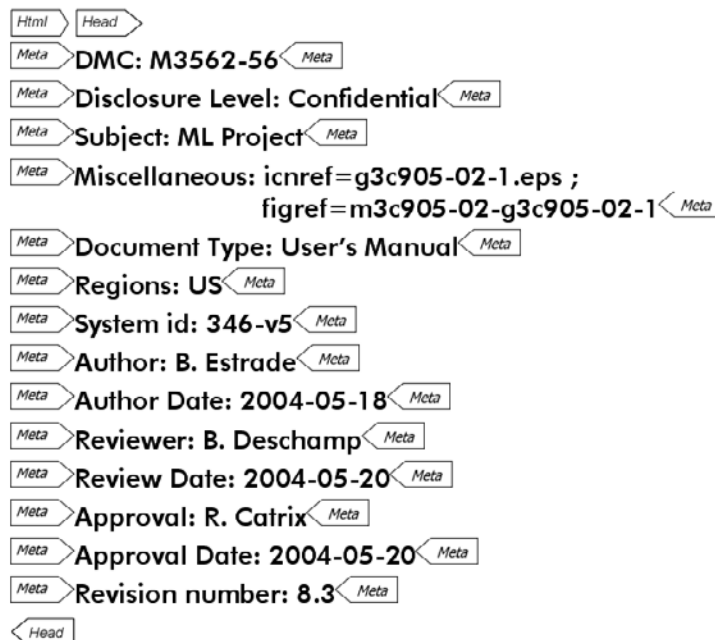 Html Head
Meta DMC: M3562-56 Meta
Meta Disclosure Level: Confidential Meta
Meta Subject: ML Project Meta
Meta Miscellaneous: icnref=g3c905-02-1.eps ;
figref=m3c905-02-g3c905-02-1 Meta
Meta Document Type: User's Manual Meta
Meta Regions: US Meta
Meta System id: 346-v5 Meta
Meta Author: B. Estrade Meta
Meta Author Date: 2004-05-18 Meta
Meta Reviewer: B. Deschamp Meta
Meta Review Date: 2004-05-20 Meta
Meta Approval: R. Catrix Meta
Meta Approval Date: 2004-05-20 Meta
Meta Revision number: 8.3 Meta
Head